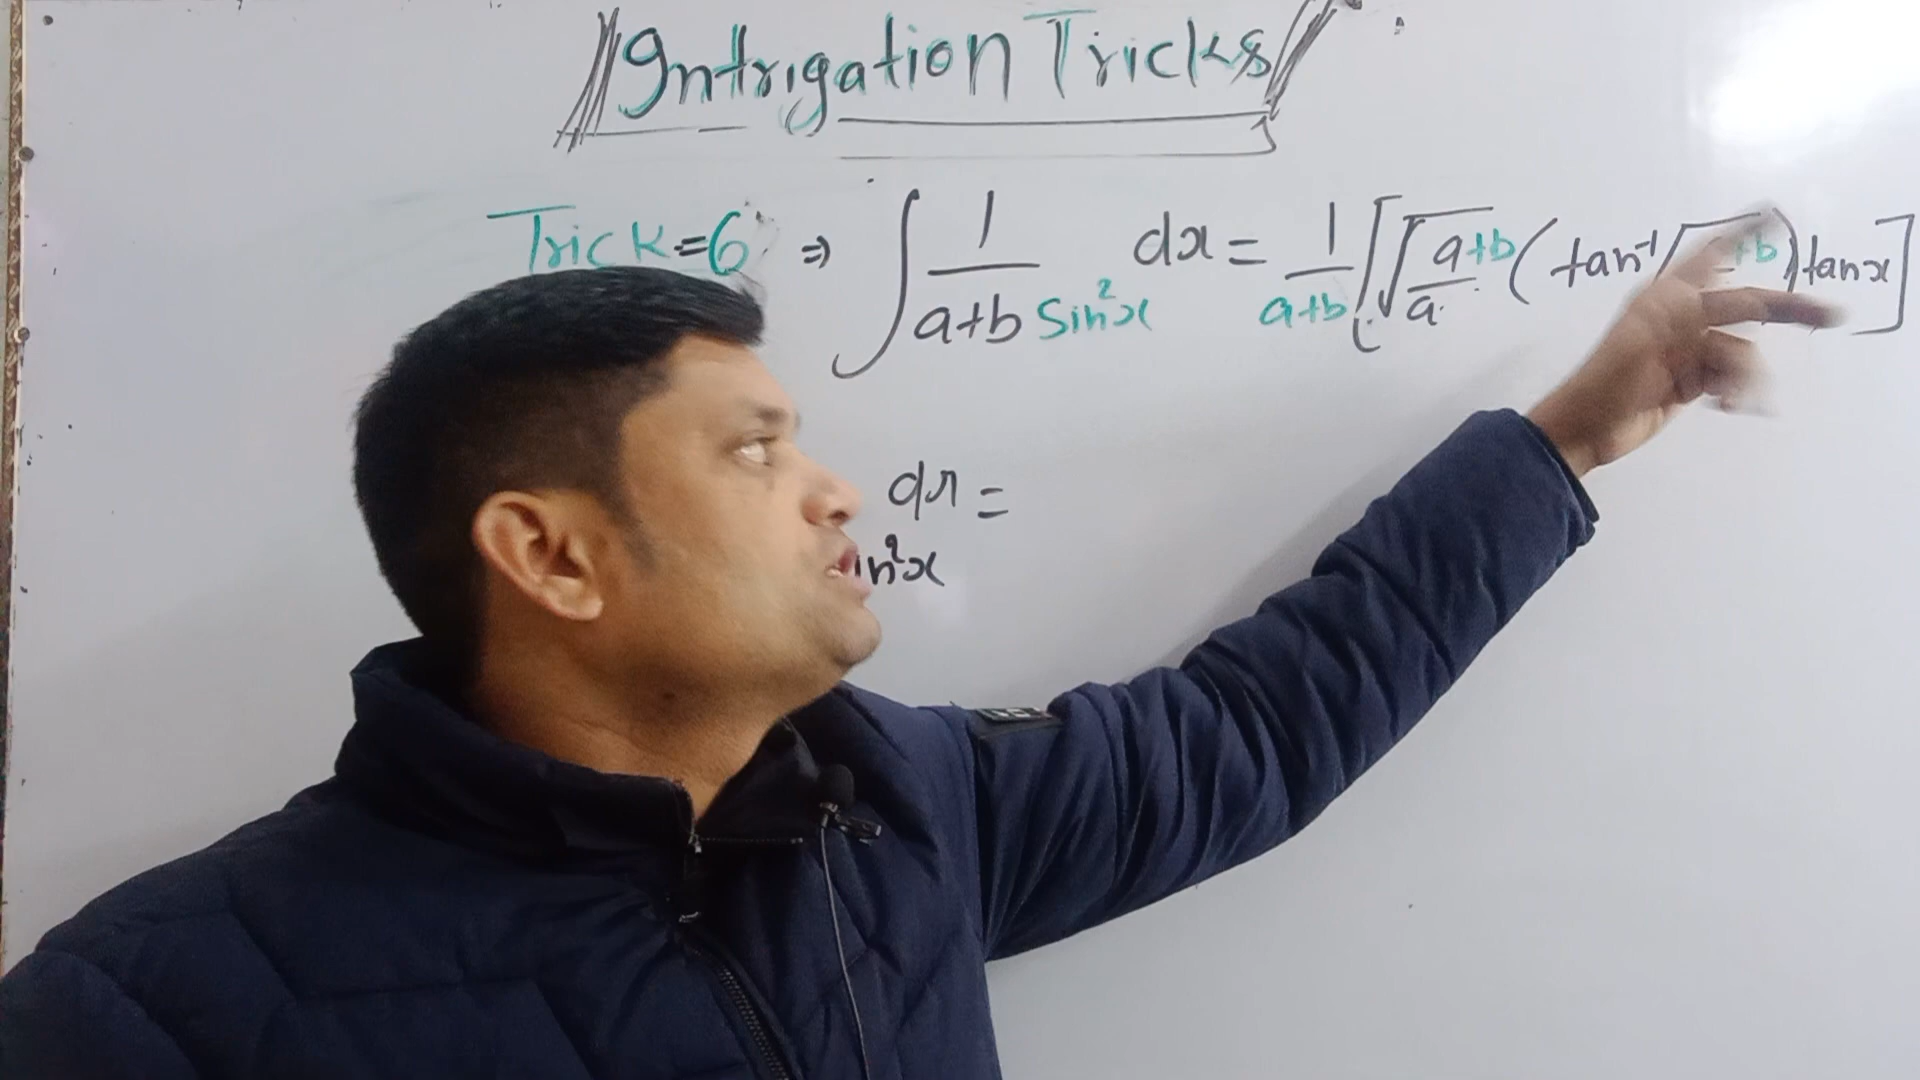 Intrigation Tricks
Trick=6 ⇒ ∫ 1/(a+b Sin²x) dx = 1/(a+b) [√((a+b)/a) (tan⁻¹√ +b) tanx]
dx =
in²x